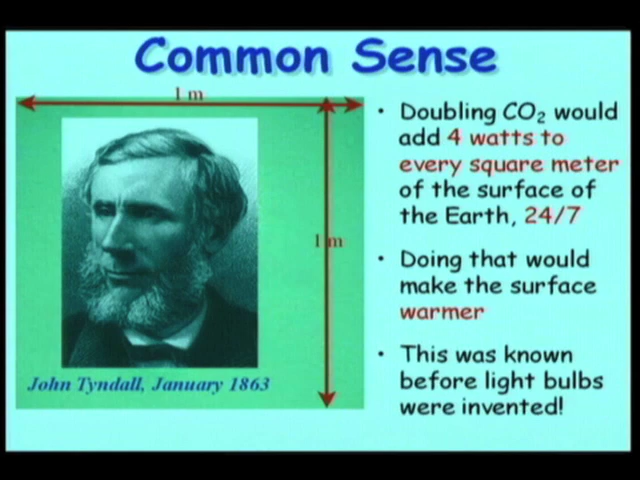 Common Sense
1 m
1 m
John Tyndall, January 1863
• Doubling CO₂ would
add 4 watts to
every square meter
of the surface of
the Earth, 24/7
• Doing that would
make the surface
warmer
• This was known
before light bulbs
were invented!